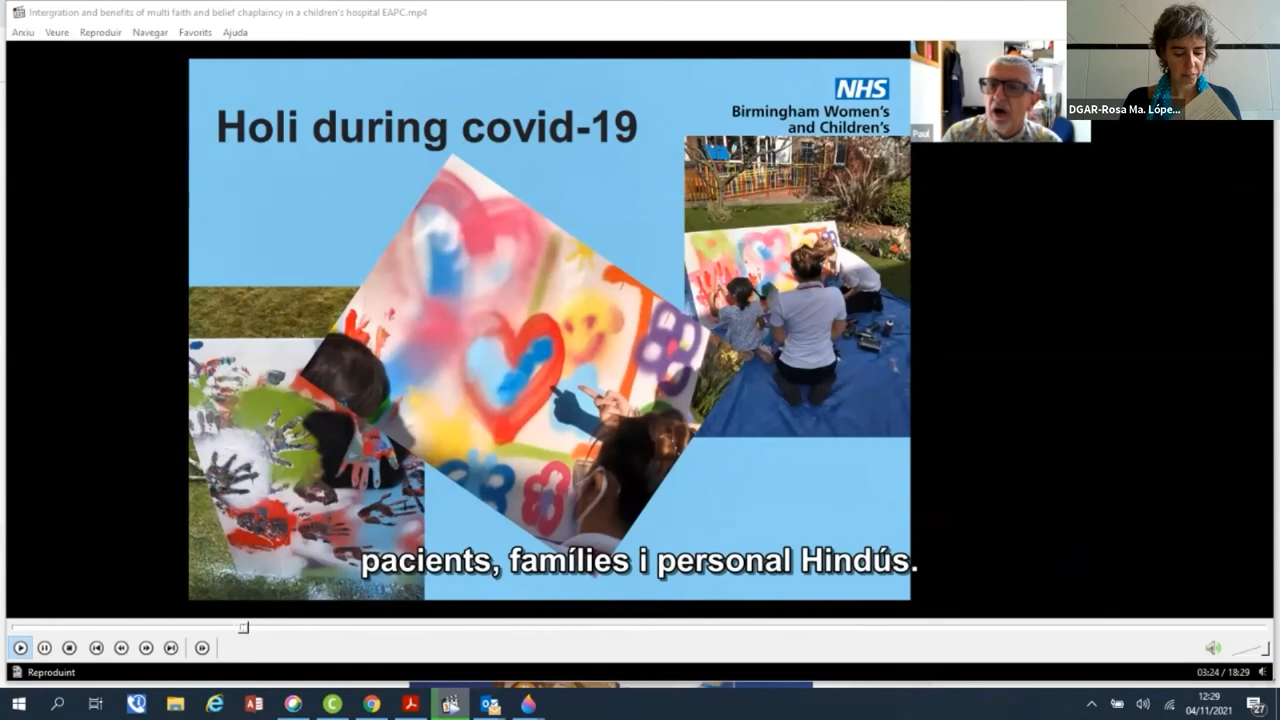 Intergration and benefits of multi faith and belief chaplaincy in a children's hospital EAPC.mp4
Arxiu Veure Reproduir Navegar Favorits Ajuda
DGAR-Rosa Ma. Lópe...
Paul
Holi during covid-19
NHS
Birmingham Women's
and Children's
pacients, famílies i personal Hindús.
Reproduint
03:24 / 18:29
12:29
04/11/2021
27